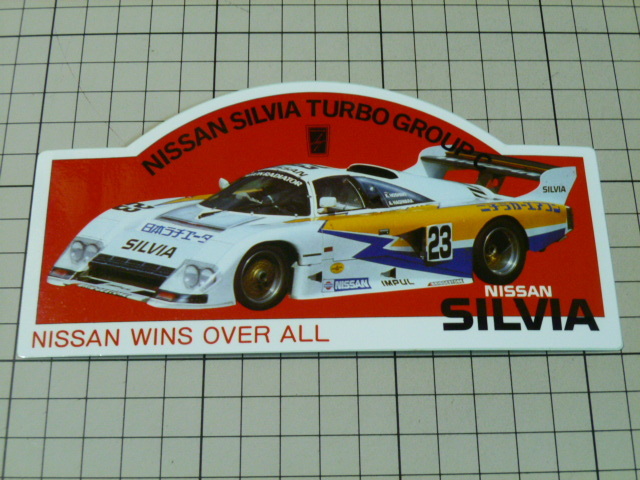 NISSAN SILVIA TURBO GROUP C
SILVIA
23
日本ラヂエーター
SILVIA
23
NISSAN
IMPUL
NISSAN
SILVIA
NISSAN WINS OVER ALL